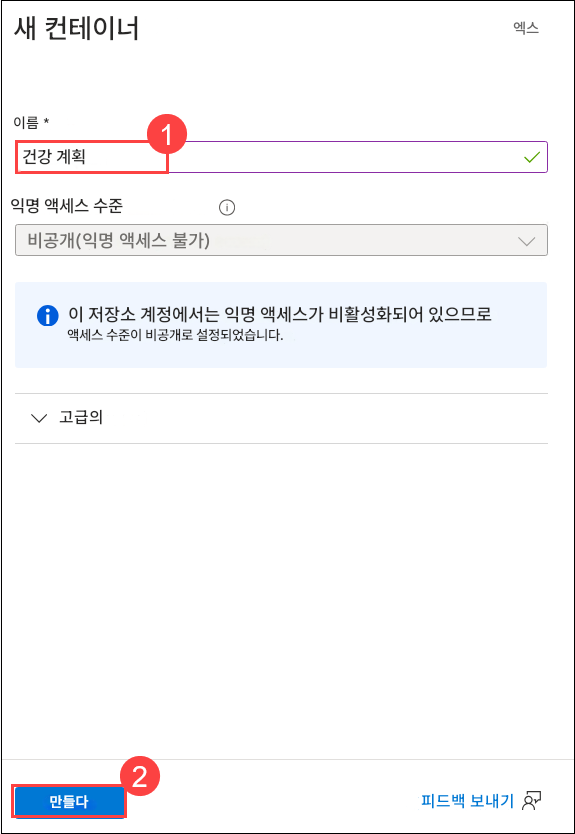 새 컨테이너
엑스
이름 *
1
건강 계획
익명 액세스 수준
비공개(익명 액세스 불가)
이 저장소 계정에서는 익명 액세스가 비활성화되어 있으므로
액세스 수준이 비공개로 설정되었습니다.
고급의
2
만들다
피드백 보내기